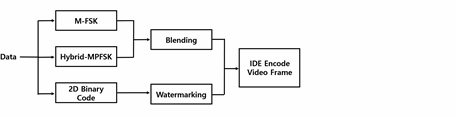 M-FSK
Data
Hybrid-MPFSK
Blending
2D Binary
Code
Watermarking
IDE Encode
Video Frame